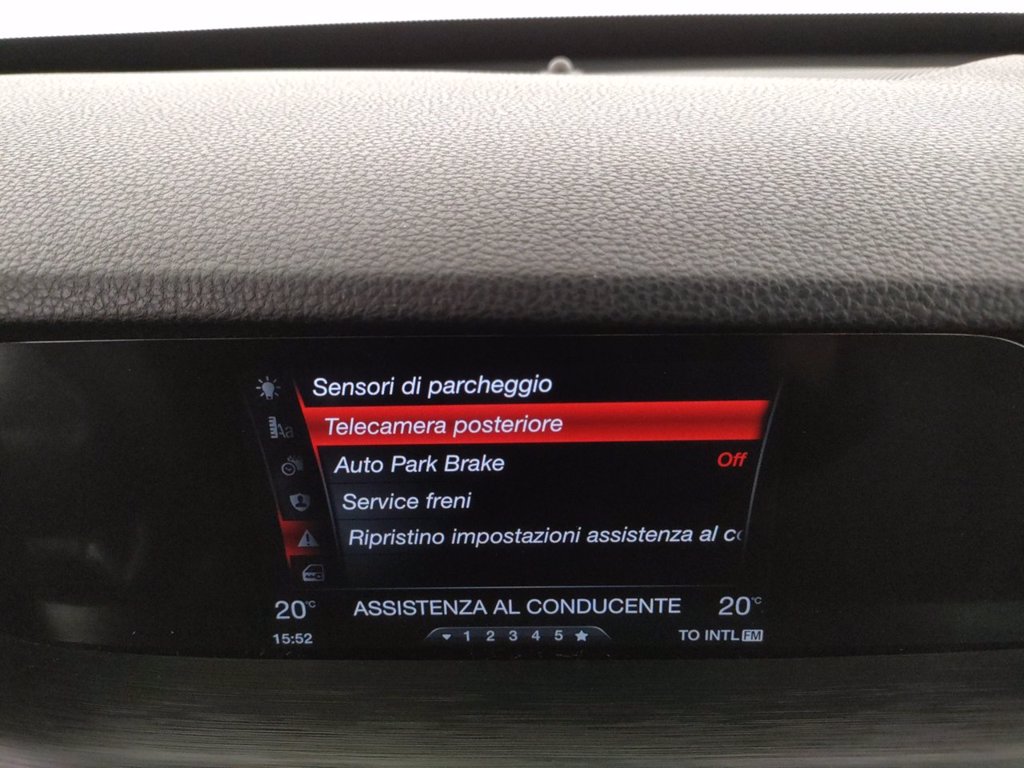 Sensori di parcheggio
Telecamera posteriore
Auto Park Brake Off
Service freni
Ripristino impostazioni assistenza al co
20°C ASSISTENZA AL CONDUCENTE 20°C
15:52 1 2 3 4 5 TO INTL FM